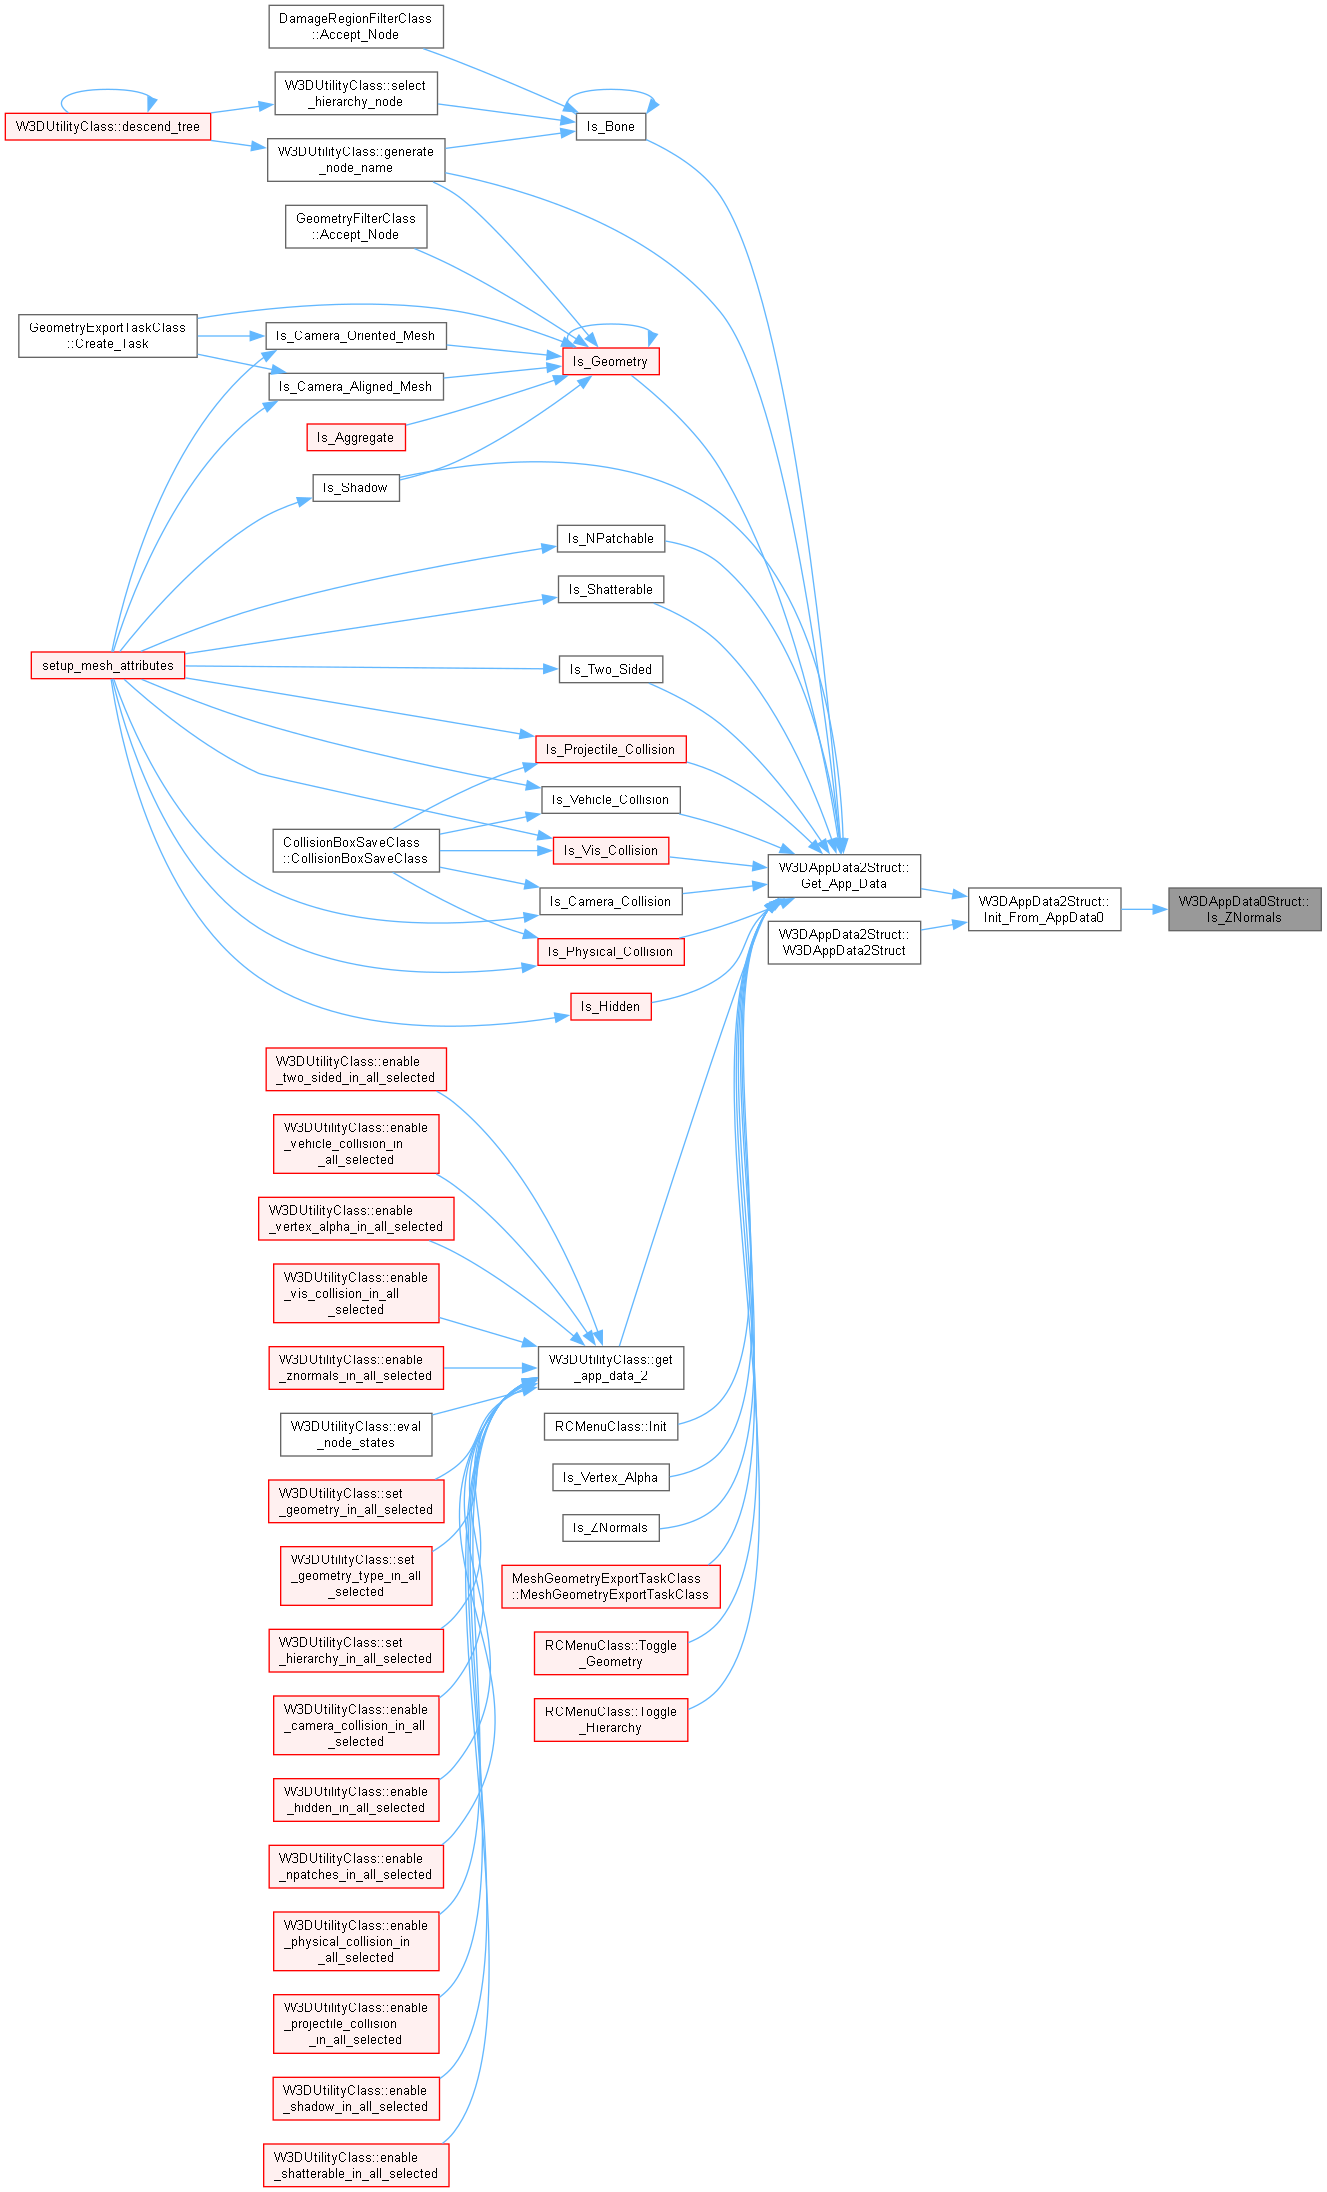 DamageRegionFilterClass
::Accept_Node
W3DUtilityClass::select
_hierarchy_node
W3DUtilityClass::descend_tree
Is_Bone
W3DUtilityClass::generate
_node_name
GeometryFilterClass
::Accept_Node
GeometryExportTaskClass
::Create_Task
Is_Camera_Oriented_Mesh
Is_Geometry
Is_Camera_Aligned_Mesh
Is_Aggregate
Is_Shadow
Is_NPatchable
Is_Shatterable
setup_mesh_attributes
Is_Two_Sided
Is_Projectile_Collision
Is_Vehicle_Collision
CollisionBoxSaveClass
::CollisionBoxSaveClass
Is_Vis_Collision
W3DAppData2Struct::
Get_App_Data
Is_Camera_Collision
W3DAppData2Struct::
Init_From_AppData0
W3DAppData0Struct::
Is_ZNormals
W3DAppData2Struct::
W3DAppData2Struct
Is_Physical_Collision
Is_Hidden
W3DUtilityClass::enable
_two_sided_in_all_selected
W3DUtilityClass::enable
_vehicle_collision_in
_all_selected
W3DUtilityClass::enable
_vertex_alpha_in_all_selected
W3DUtilityClass::enable
_vis_collision_in_all
_selected
W3DUtilityClass::enable
_znormals_in_all_selected
W3DUtilityClass::get
_app_data_2
W3DUtilityClass::eval
_node_states
RCMenuClass::Init
Is_Vertex_Alpha
W3DUtilityClass::set
_geometry_in_all_selected
Is_ZNormals
W3DUtilityClass::set
_geometry_type_in_all
_selected
MeshGeometryExportTaskClass
::MeshGeometryExportTaskClass
W3DUtilityClass::set
_hierarchy_in_all_selected
RCMenuClass::Toggle
_Geometry
W3DUtilityClass::enable
_camera_collision_in_all
_selected
RCMenuClass::Toggle
_Hierarchy
W3DUtilityClass::enable
_hidden_in_all_selected
W3DUtilityClass::enable
_npatches_in_all_selected
W3DUtilityClass::enable
_physical_collision_in
_all_selected
W3DUtilityClass::enable
_projectile_collision
_in_all_selected
W3DUtilityClass::enable
_shadow_in_all_selected
W3DUtilityClass::enable
_shatterable_in_all_selected